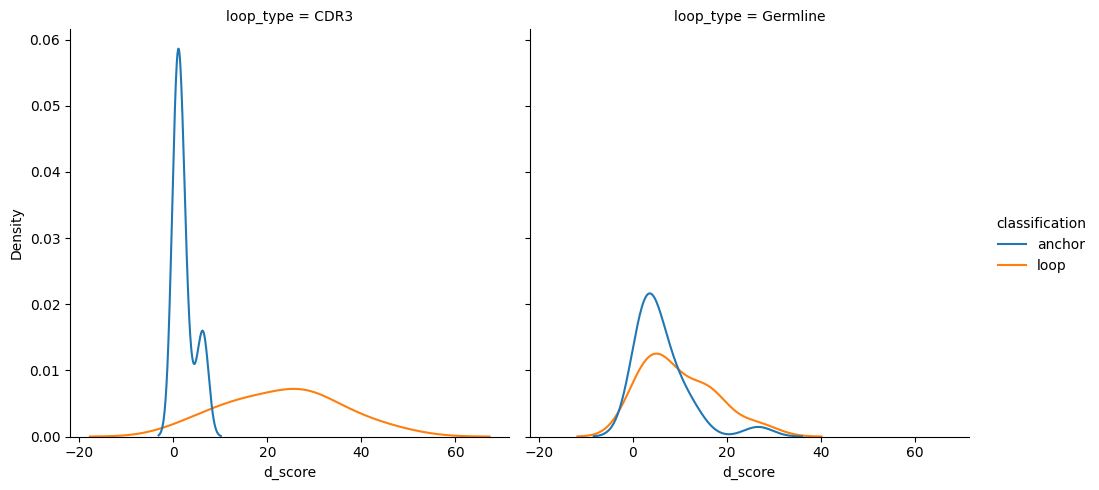 loop_type = CDR3
loop_type = Germline
0.06
0.05
0.04
0.03
0.02
0.01
0.00
Density
−20
0
20
40
60
d_score
−20
0
20
40
60
d_score
classification
anchor
loop